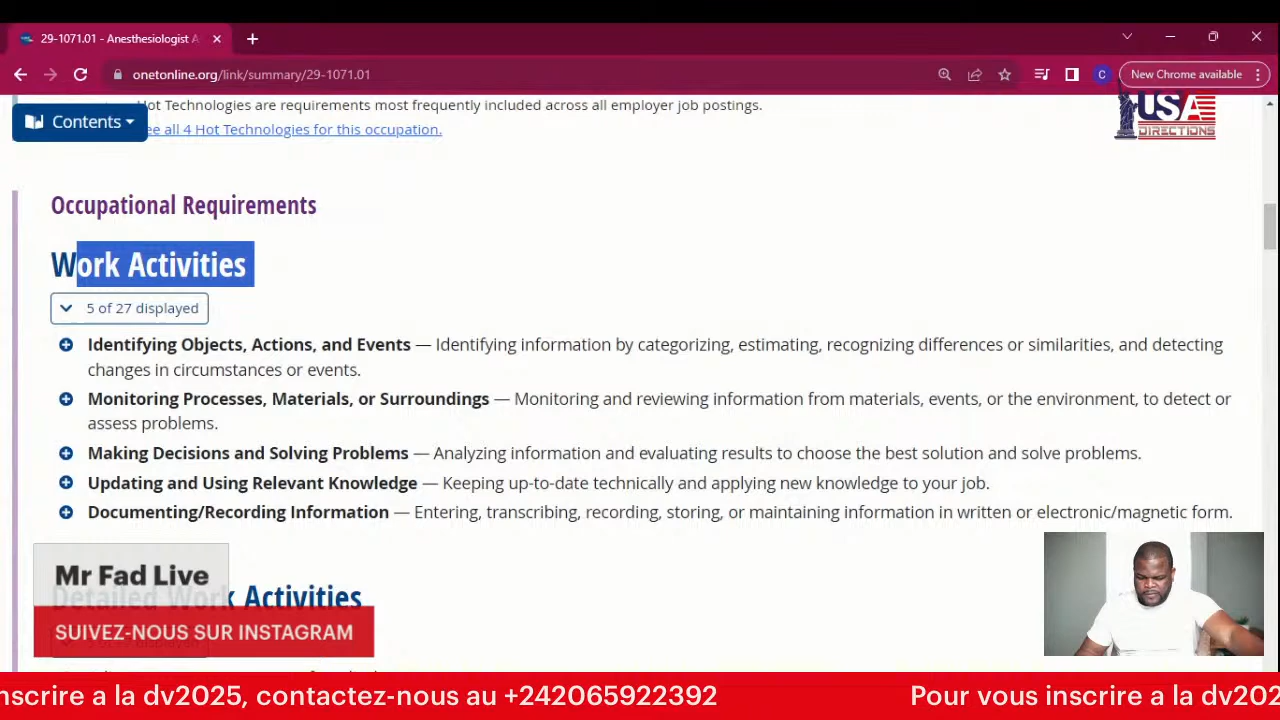 29-1071.01 - Anesthesiologist A
onetonline.org/link/summary/29-1071.01
C
New Chrome available
Hot Technologies are requirements most frequently included across all employer job postings.
Contents
ee all 4 Hot Technologies for this occupation.
USA
DIRECTIONS
Occupational Requirements
Work Activities
5 of 27 displayed
Identifying Objects, Actions, and Events — Identifying information by categorizing, estimating, recognizing differences or similarities, and detecting
changes in circumstances or events.
Monitoring Processes, Materials, or Surroundings — Monitoring and reviewing information from materials, events, or the environment, to detect or
assess problems.
Making Decisions and Solving Problems — Analyzing information and evaluating results to choose the best solution and solve problems.
Updating and Using Relevant Knowledge — Keeping up-to-date technically and applying new knowledge to your job.
Documenting/Recording Information — Entering, transcribing, recording, storing, or maintaining information in written or electronic/magnetic form.
Mr Fad Live
Detailed Work Activities
SUIVEZ-NOUS SUR INSTAGRAM
nscrire a la dv2025, contactez-nous au +242065922392 Pour vous inscrire a la dv202